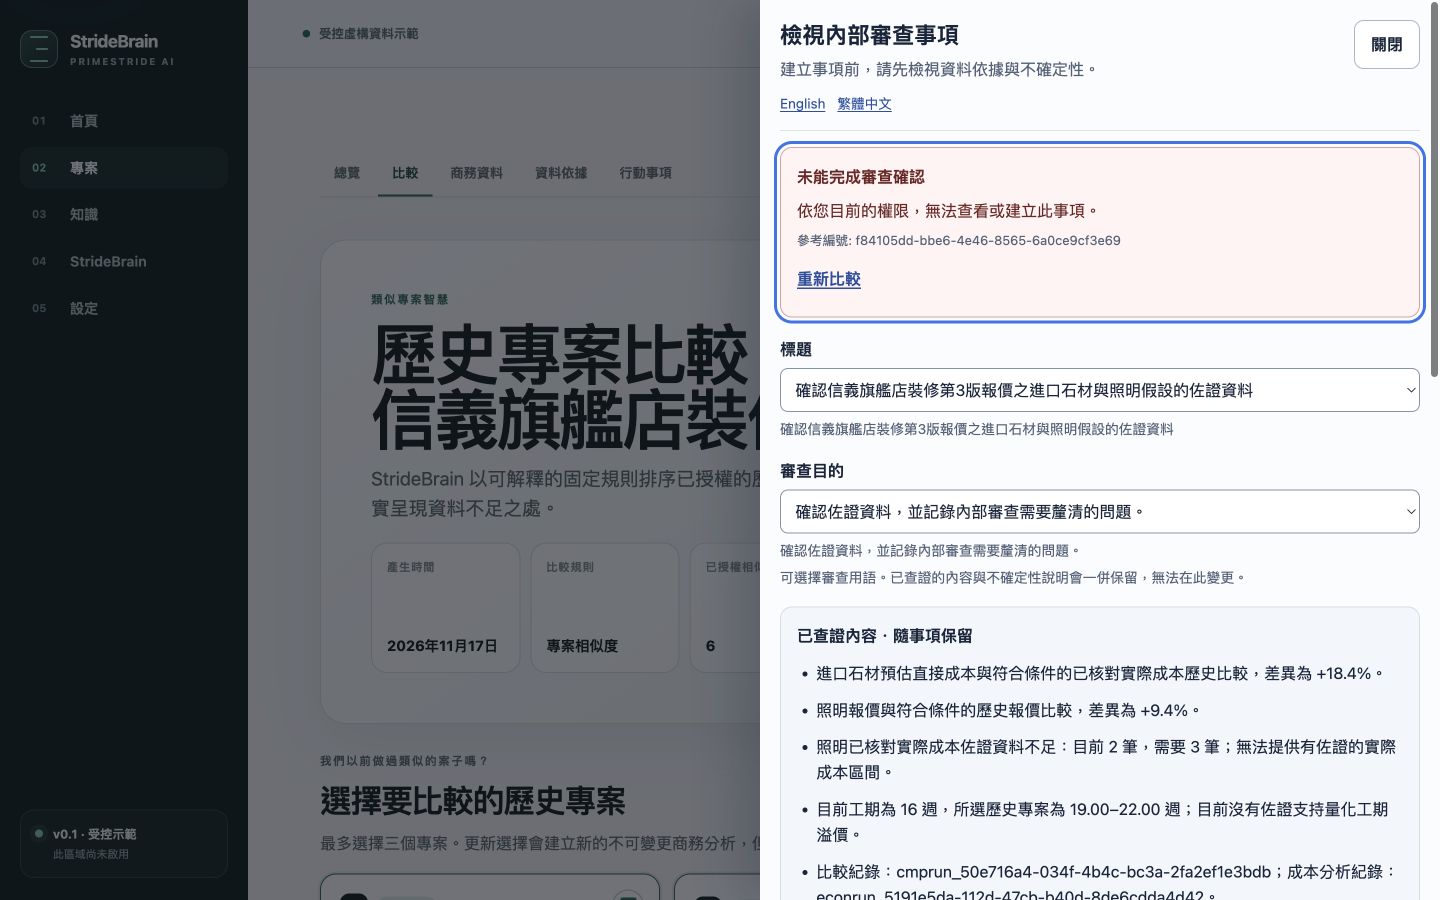 StrideBrain
PRIMESTRIDE AI
01 首頁
02 專案
03 知識
04 StrideBrain
05 設定
v0.1 · 受控示範
此區域尚未啟用
受控虛構資料示範
總覽 比較 商務資料 資料依據 行動事項
類似專案智慧
歷史專案比較
信義旗艦店裝
StrideBrain 以可解釋的固定規則排序已授權的
實呈現資料不足之處。
產生時間
2026年11月17日
比較規則
專案相似度
已授權相
6
我們以前做過類似的案子嗎？
選擇要比較的歷史專案
最多選擇三個專案。更新選擇會建立新的不可變更商務分析，
檢視內部審查事項
建立事項前，請先檢視資料依據與不確定性。
English 繁體中文
關閉
未能完成審查確認
依您目前的權限，無法查看或建立此事項。
參考編號: f84105dd-bbe6-4e46-8565-6a0ce9cf3e69
重新比較
標題
確認信義旗艦店裝修第3版報價之進口石材與照明假設的佐證資料
確認信義旗艦店裝修第3版報價之進口石材與照明假設的佐證資料
審查目的
確認佐證資料，並記錄內部審查需要釐清的問題。
確認佐證資料，並記錄內部審查需要釐清的問題。
可選擇審查用語。已查證的內容與不確定性說明會一併保留，無法在此變更。
已查證內容 · 隨事項保留
• 進口石材預估直接成本與符合條件的已核對實際成本歷史比較，差異為 +18.4%。
• 照明報價與符合條件的歷史報價比較，差異為 +9.4%。
• 照明已核對實際成本佐證資料不足：目前 2 筆，需要 3 筆；無法提供有佐證的實際
成本區間。
• 目前工期為 16 週，所選歷史專案為 19.00–22.00 週；目前沒有佐證支持量化工期
溢價。
• 比較紀錄：cmprun_50e716a4-034f-4b4c-bc3a-2fa2ef1e3bdb；成本分析紀錄：
econrun_5191e5da-112d-47cb-b40d-8de6cdda4d42。